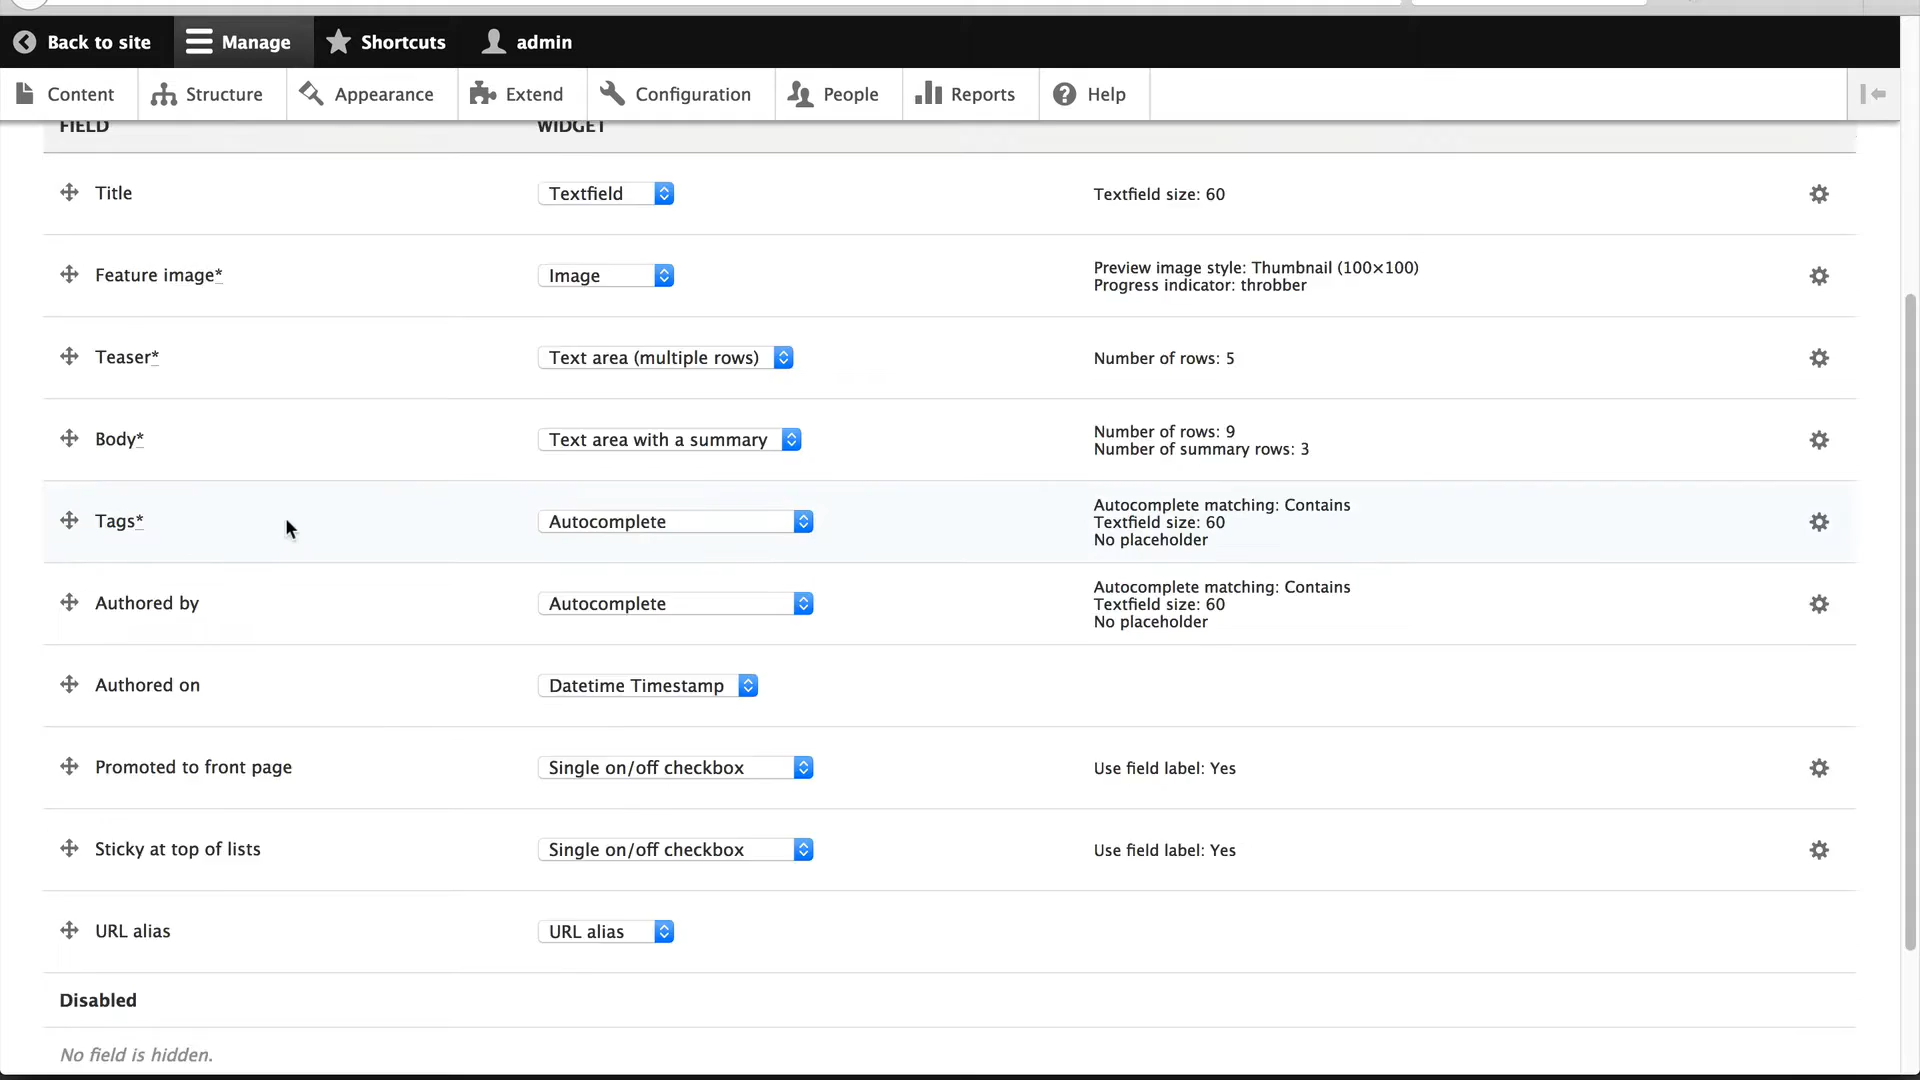 Back to site Manage Shortcuts admin
Content Structure Appearance Extend Configuration People Reports Help
FIELD WIDGET
Title Textfield Textfield size: 60
Feature image* Image Preview image style: Thumbnail (100×100)
Progress indicator: throbber
Teaser* Text area (multiple rows) Number of rows: 5
Body* Text area with a summary Number of rows: 9
Number of summary rows: 3
Tags* Autocomplete Autocomplete matching: Contains
Textfield size: 60
No placeholder
Authored by Autocomplete Autocomplete matching: Contains
Textfield size: 60
No placeholder
Authored on Datetime Timestamp
Promoted to front page Single on/off checkbox Use field label: Yes
Sticky at top of lists Single on/off checkbox Use field label: Yes
URL alias URL alias
Disabled
No field is hidden.